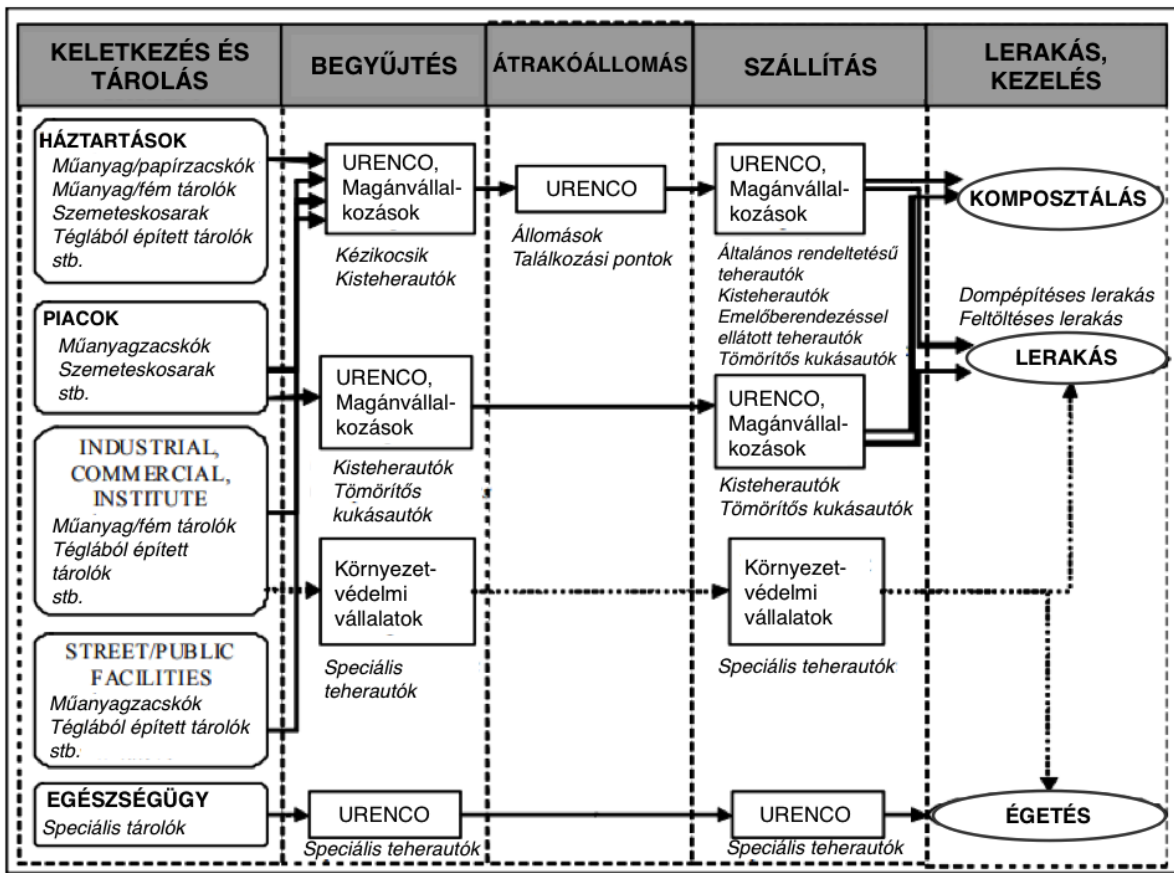 KELETKEZÉS ÉS
TÁROLÁS
BEGYŰJTÉS
ÁTRAKÓÁLLOMÁS
SZÁLLÍTÁS
LERAKÁS,
KEZELÉS
HÁZTARTÁSOK
Műanyag/papírzacskók
Műanyag/fém tárolók
Szemeteskosarak
Téglából épített tárolók
stb.
PIACOK
Műanyagzacskók
Szemeteskosarak
stb.
INDUSTRIAL,
COMMERCIAL,
INSTITUTE
Műanyag/fém tárolók
Téglából épített
tárolók
stb.
STREET/PUBLIC
FACILITIES
Műanyagzacskók
Téglából épített tárolók
stb.
EGÉSZSÉGÜGY
Speciális tárolók
URENCO,
Magánvállal-
kozások
Kézikocsik
Kisteherautók
URENCO,
Magánvállal-
kozások
Kisteherautók
Tömörítős
kukásautók
Környezet-
védelmi
vállalatok
Speciális
teherautók
URENCO
Speciális teherautók
URENCO
Állomások
Találkozási pontok
URENCO,
Magánvállal-
kozások
Általános rendeltetésű
teherautók
Kisteherautók
Emelőberendezéssel
ellátott teherautók
Tömörítős kukásautók
URENCO,
Magánvállal-
kozások
Kisteherautók
Tömörítős kukásautók
Környezet-
védelmi
vállalatok
Speciális teherautók
URENCO
Speciális teherautók
KOMPOSZTÁLÁS
Dompépítéses lerakás
Feltöltéses lerakás
LERAKÁS
ÉGETÉS